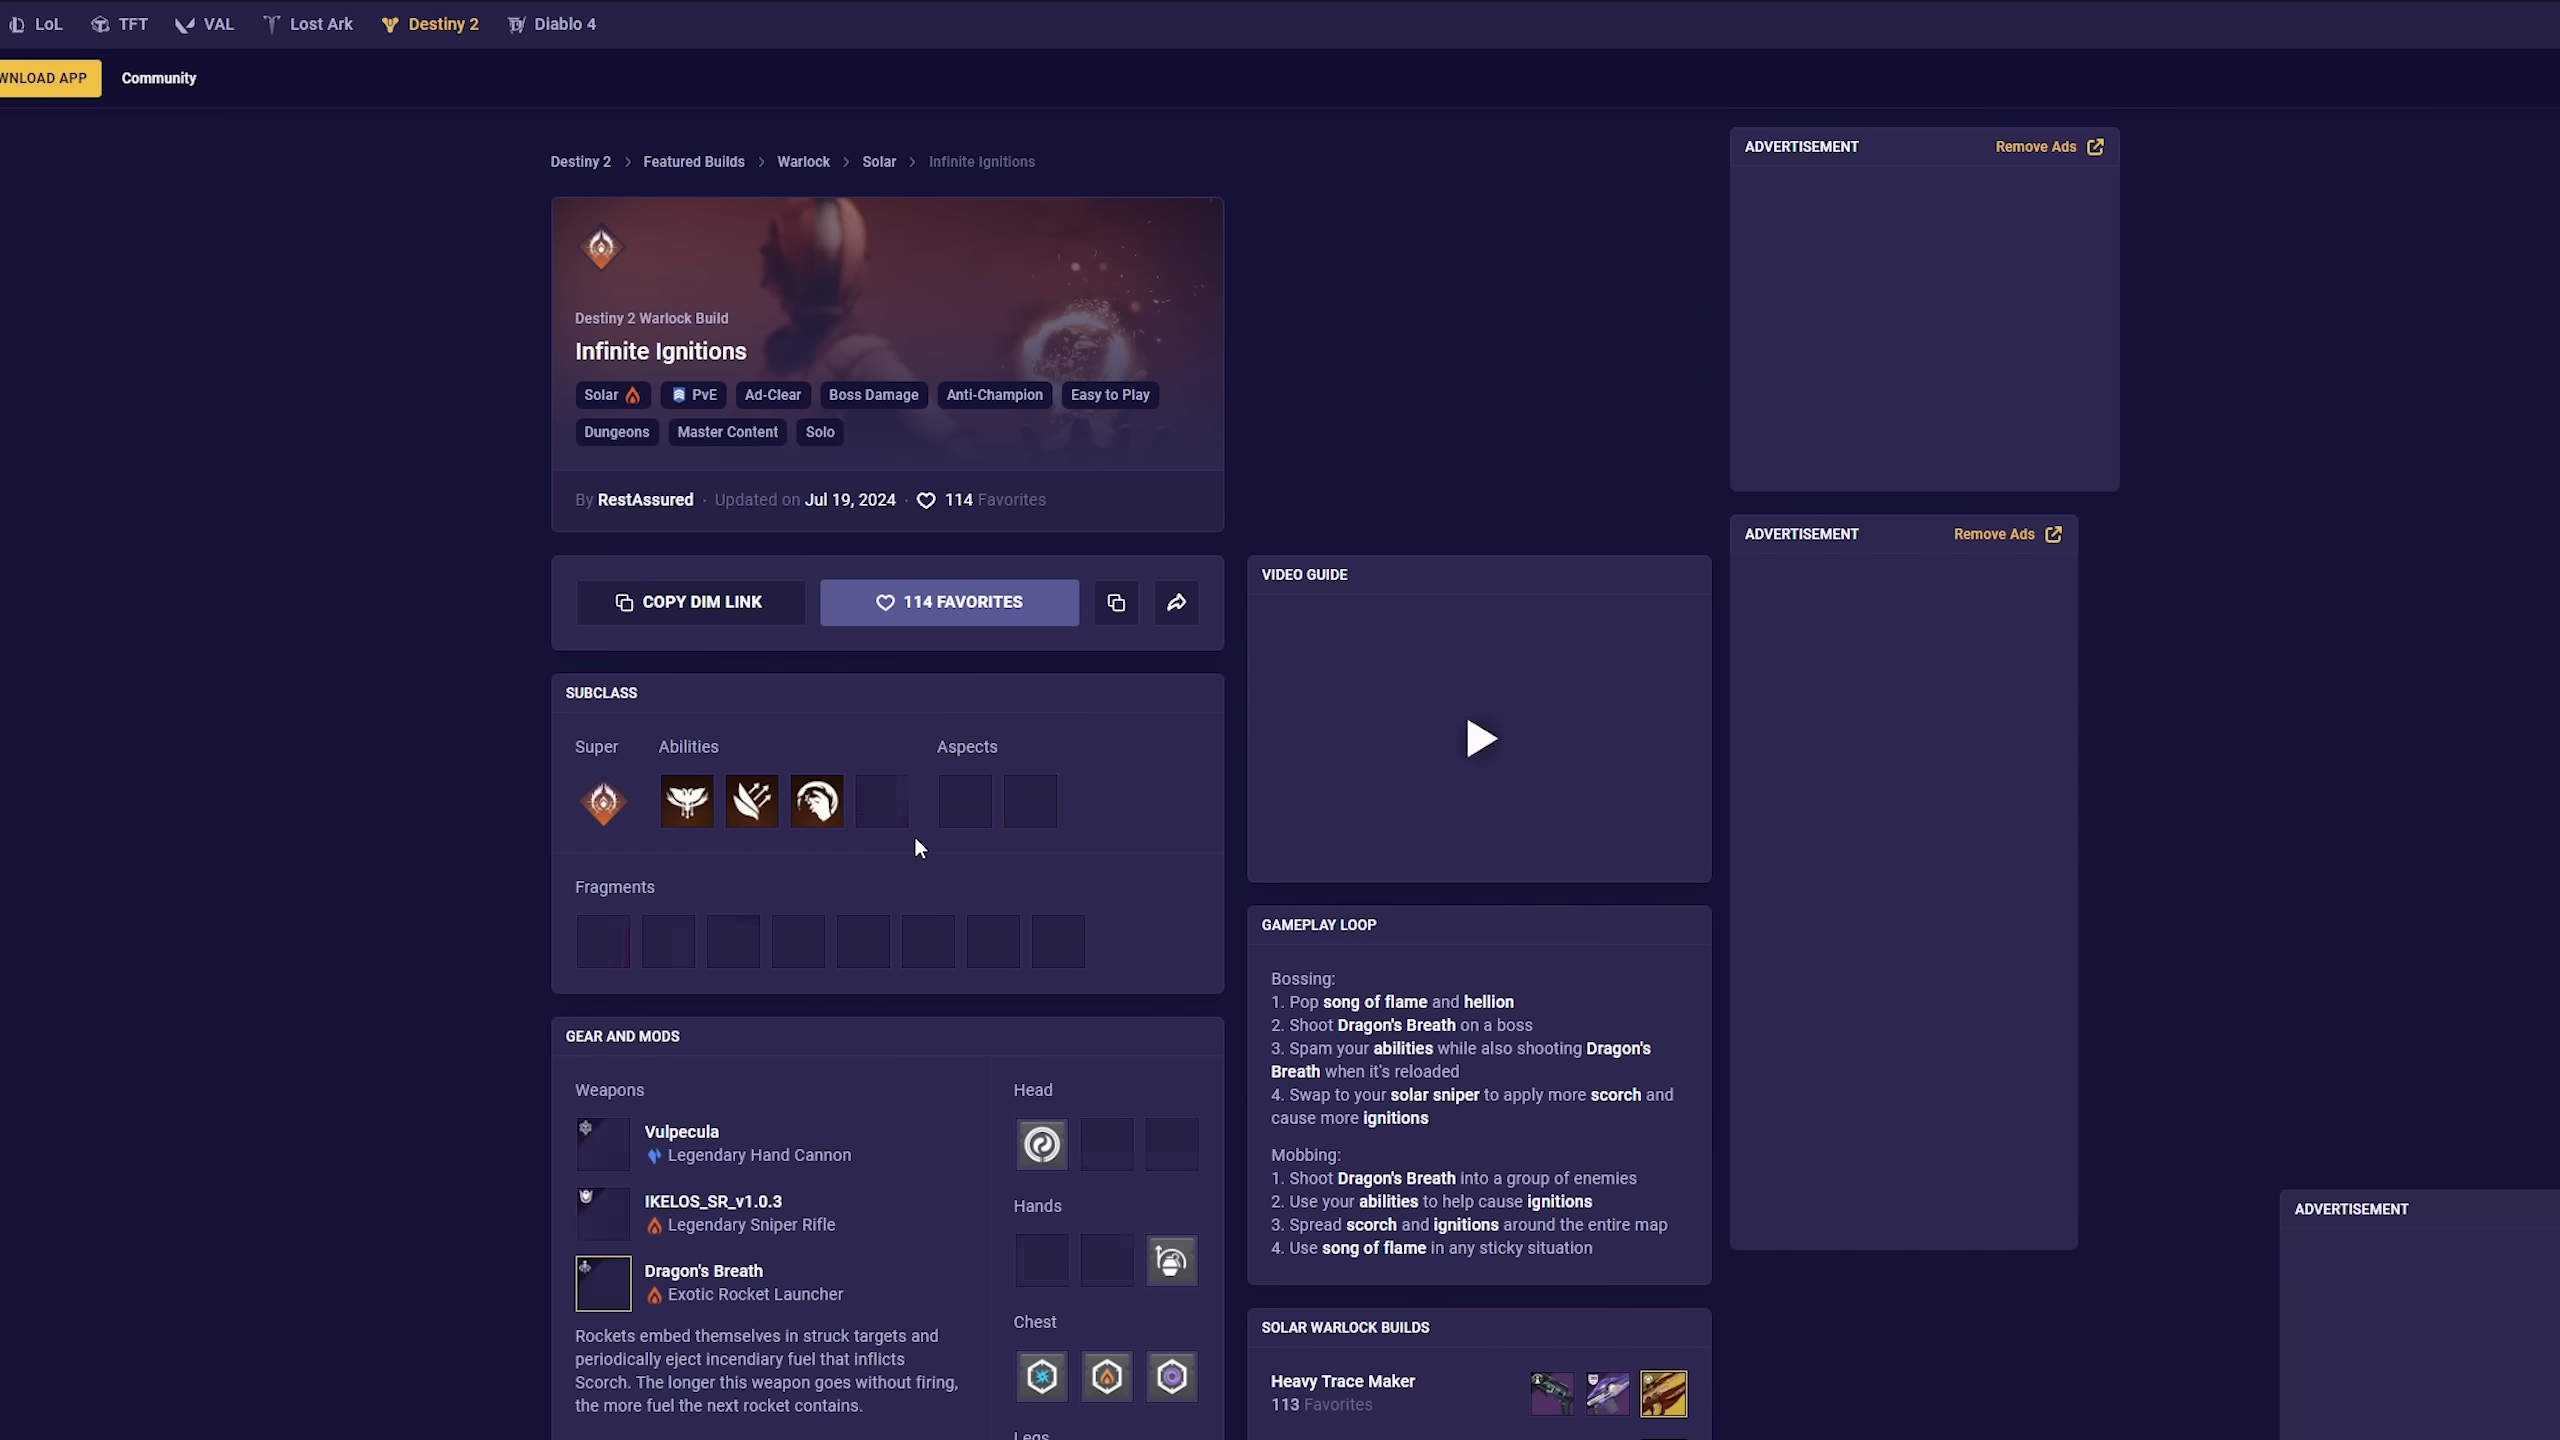 LoL TFT VAL Lost Ark Destiny 2 Diablo 4
WNLOAD APP Community
Destiny 2 > Featured Builds > Warlock > Solar > Infinite Ignitions
Destiny 2 Warlock Build
Infinite Ignitions
Solar PvE Ad-Clear Boss Damage Anti-Champion Easy to Play
Dungeons Master Content Solo
By RestAssured · Updated on Jul 19, 2024 · 114 Favorites
COPY DIM LINK 114 FAVORITES
SUBCLASS
Super Abilities Aspects
Fragments
GEAR AND MODS
Weapons
Vulpecula
Legendary Hand Cannon
IKELOS_SR_v1.0.3
Legendary Sniper Rifle
Dragon's Breath
Exotic Rocket Launcher
Rockets embed themselves in struck targets and
periodically eject incendiary fuel that inflicts
Scorch. The longer this weapon goes without firing,
the more fuel the next rocket contains.
Head
Hands
Chest
Legs
VIDEO GUIDE
GAMEPLAY LOOP
Bossing:
1. Pop song of flame and hellion
2. Shoot Dragon's Breath on a boss
3. Spam your abilities while also shooting Dragon's
Breath when it's reloaded
4. Swap to your solar sniper to apply more scorch and
cause more ignitions
Mobbing:
1. Shoot Dragon's Breath into a group of enemies
2. Use your abilities to help cause ignitions
3. Spread scorch and ignitions around the entire map
4. Use song of flame in any sticky situation
SOLAR WARLOCK BUILDS
Heavy Trace Maker
113 Favorites
ADVERTISEMENT Remove Ads
ADVERTISEMENT Remove Ads
ADVERTISEMENT